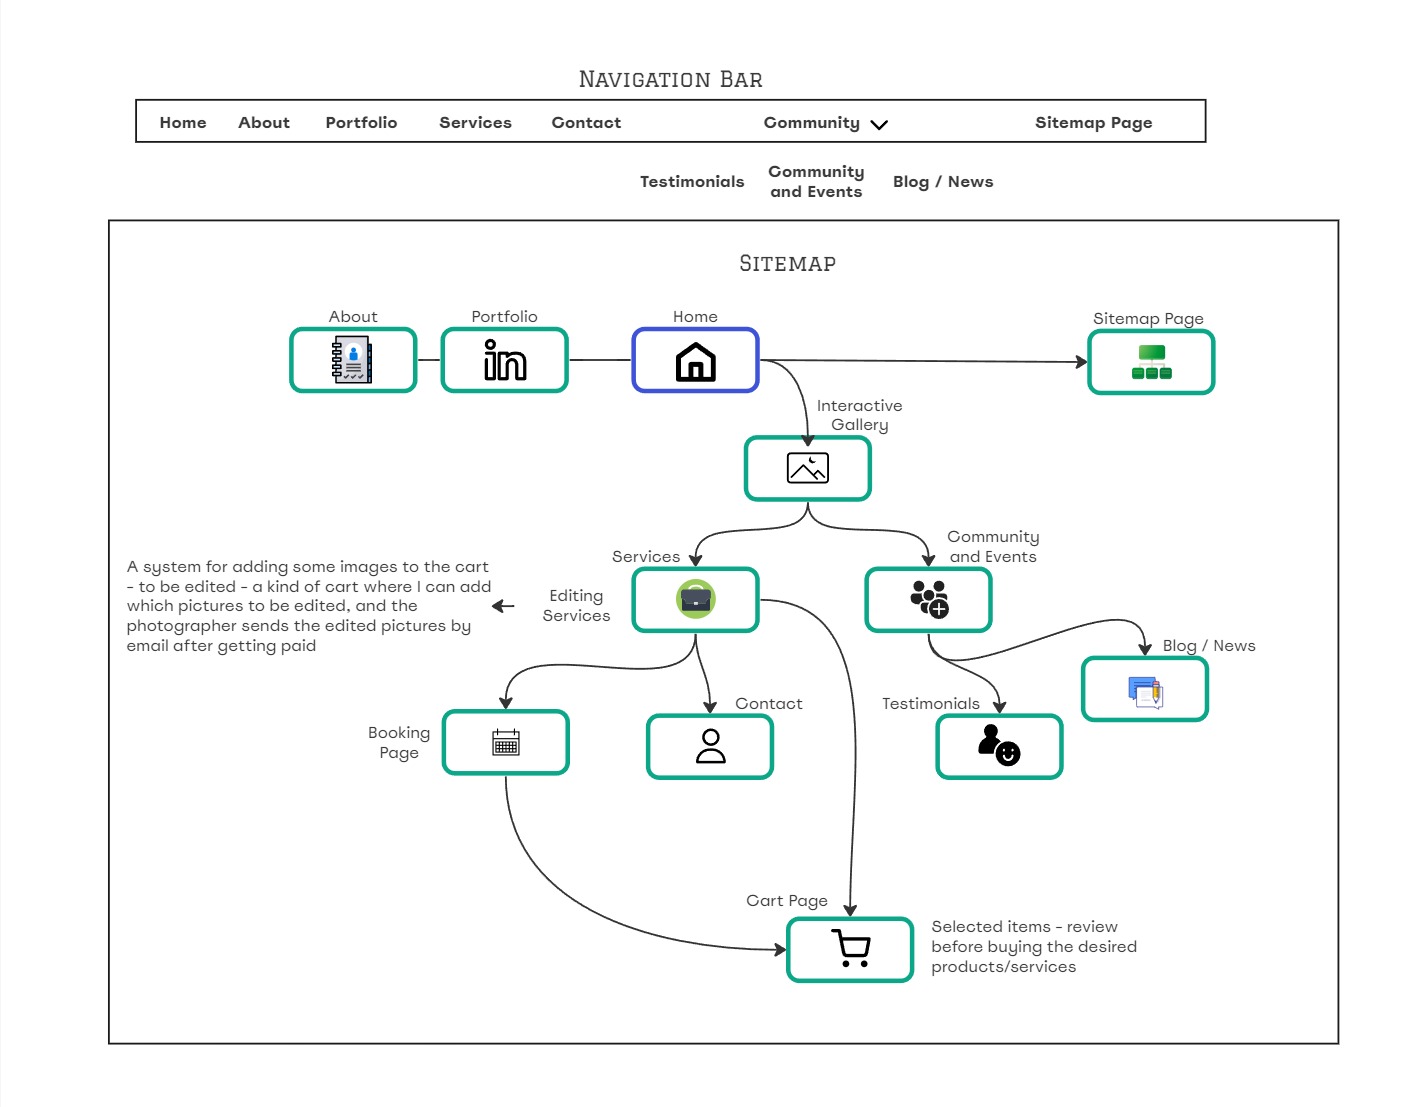 Navigation Bar
Home About Portfolio Services Contact Community Sitemap Page
Testimonials
Community
and Events
Blog / News
Sitemap
About
Portfolio
Home
Sitemap Page
in
Interactive
Gallery
Services
Community
and Events
A system for adding some images to the cart
- to be edited - a kind of cart where I can add
which pictures to be edited, and the
photographer sends the edited pictures by
email after getting paid
Editing
Services
Blog / News
Booking
Page
Contact
Testimonials
Cart Page
Selected items - review
before buying the desired
products/services